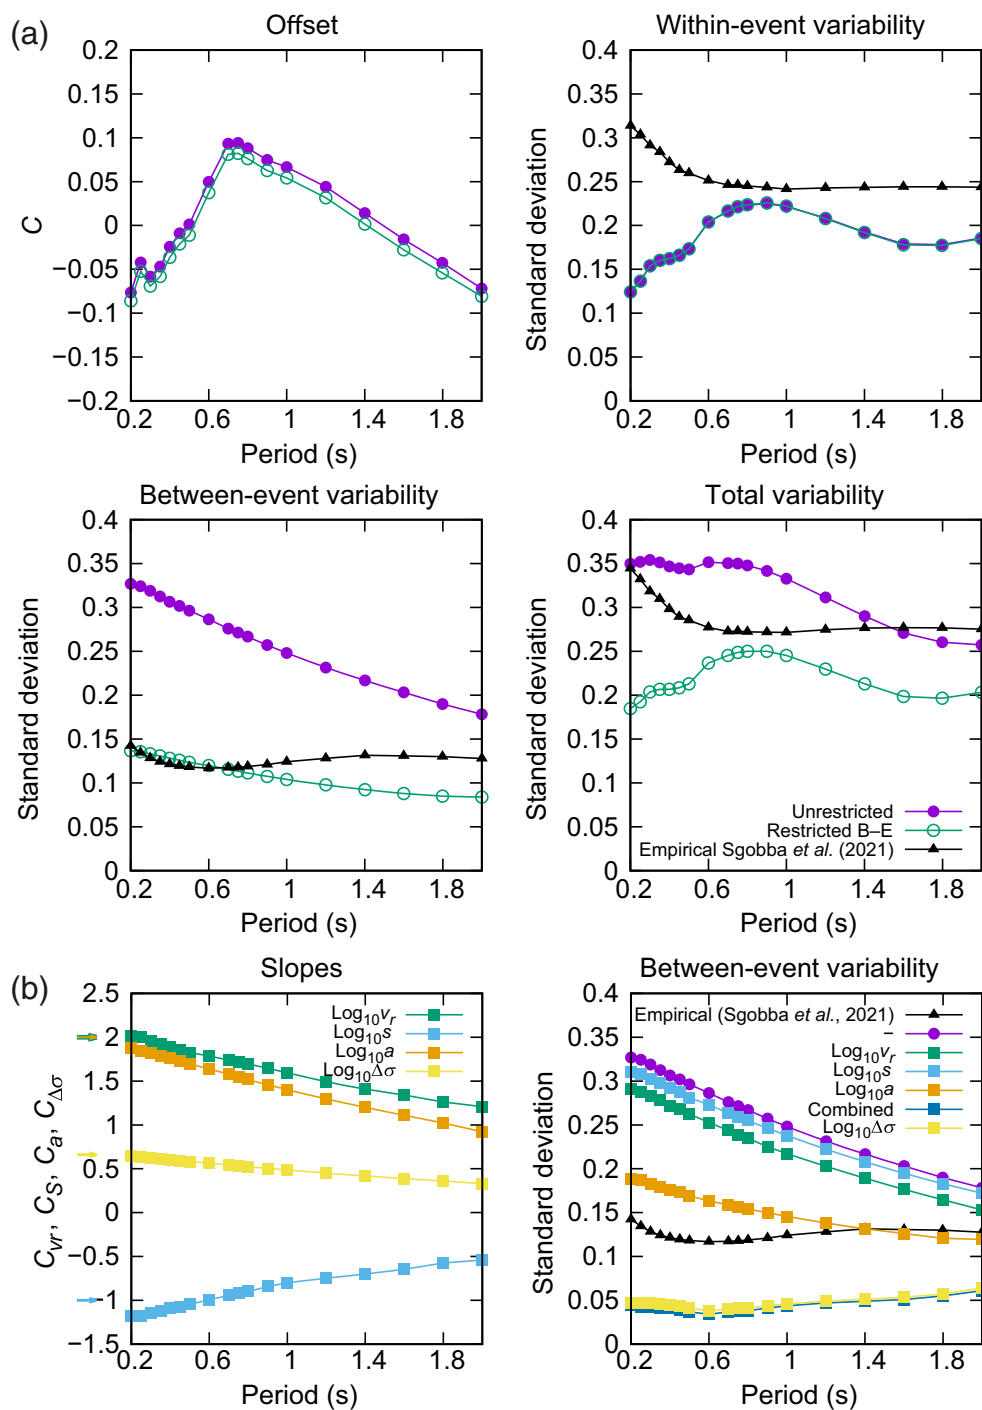 (a)
Offset
C
0.2
0.15
0.1
0.05
0
−0.05
−0.1
−0.15
−0.2
0.2 0.6 1 1.4 1.8
Period (s)
Within-event variability
Standard deviation
0.4
0.35
0.3
0.25
0.2
0.15
0.1
0.05
0
0.2 0.6 1 1.4 1.8
Period (s)
Between-event variability
Standard deviation
0.4
0.35
0.3
0.25
0.2
0.15
0.1
0.05
0
0.2 0.6 1 1.4 1.8
Period (s)
Total variability
Standard deviation
0.4
0.35
0.3
0.25
0.2
0.15
0.1
0.05
0
Unrestricted
Restricted B–E
Empirical Sgobba et al. (2021)
0.2 0.6 1 1.4 1.8
Period (s)
(b)
Slopes
Cvr, CS, Ca, CΔσ
2.5
2
1.5
1
0.5
0
−0.5
−1
−1.5
Log10vr
Log10s
Log10a
Log10Δσ
0.2 0.6 1 1.4 1.8
Period (s)
Between-event variability
Standard deviation
0.4
0.35
0.3
0.25
0.2
0.15
0.1
0.05
0
Empirical (Sgobba et al., 2021)
–
Log10vr
Log10s
Log10a
Combined
Log10Δσ
0.2 0.6 1 1.4 1.8
Period (s)